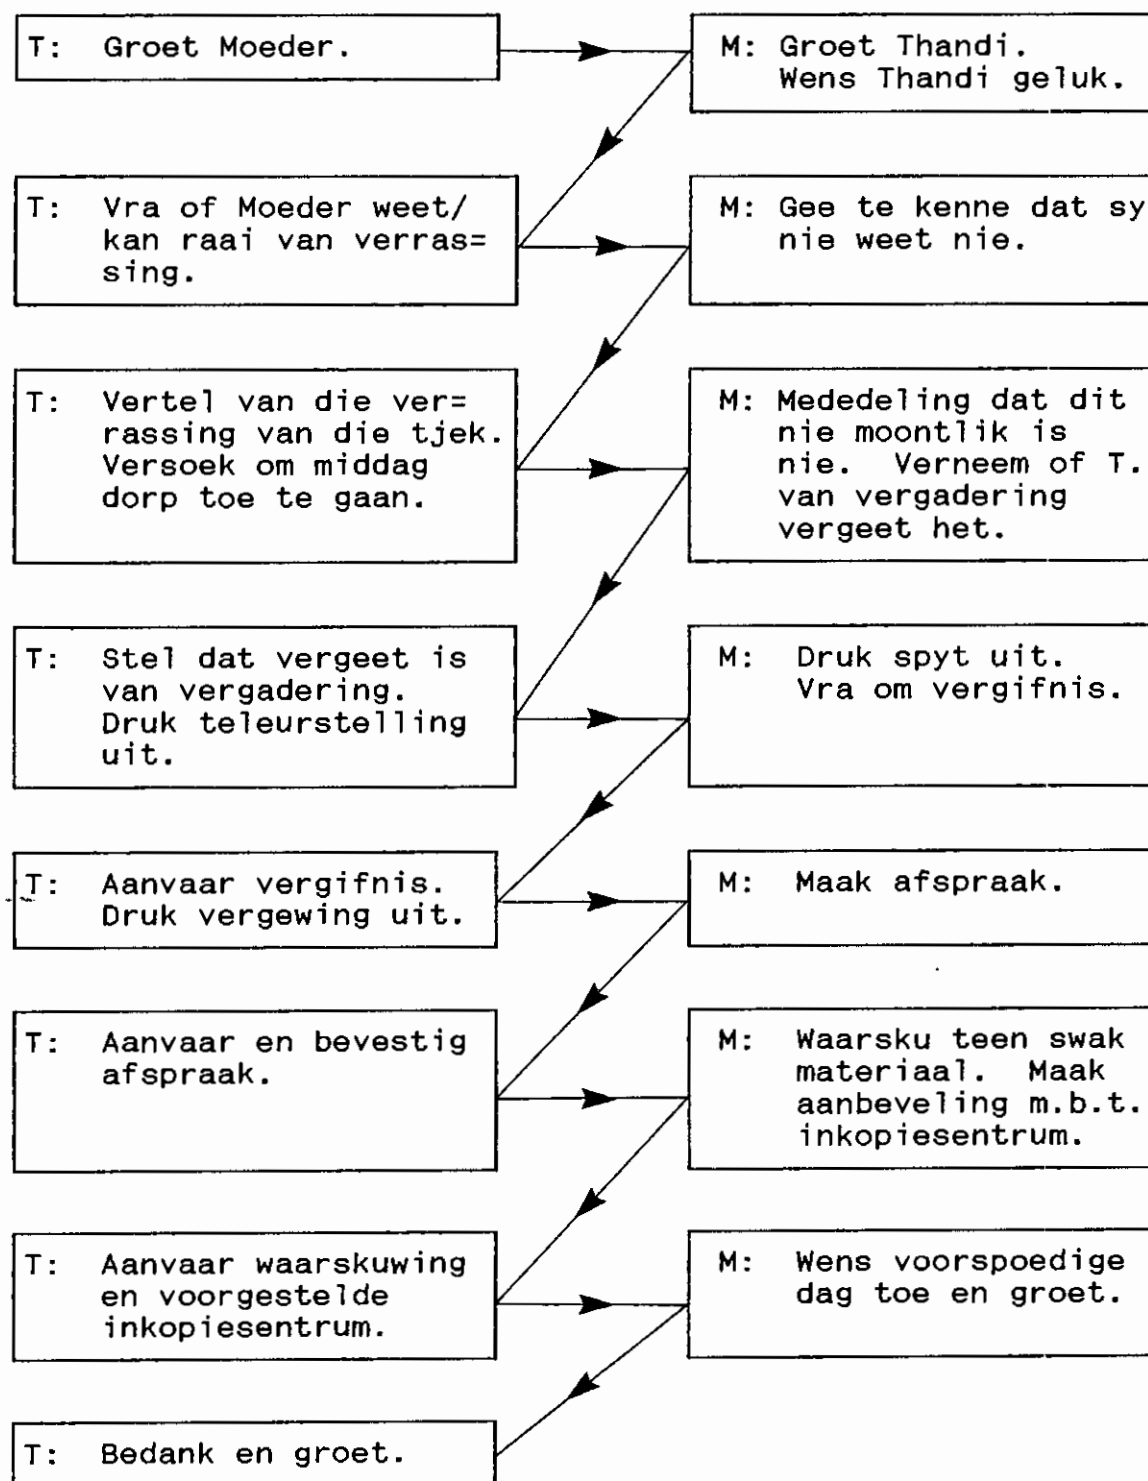 T: Groet Moeder.
M: Groet Thandi.
Wens Thandi geluk.
T: Vra of Moeder weet/
kan raai van verras=
sing.
M: Gee te kenne dat sy
nie weet nie.
T: Vertel van die ver=
rassing van die tjek.
Versoek om middag
dorp toe te gaan.
M: Mededeling dat dit
nie moontlik is
nie. Verneem of T.
van vergadering
vergeet het.
T: Stel dat vergeet is
van vergadering.
Druk teleurstelling
uit.
M: Druk spyt uit.
Vra om vergifnis.
T: Aanvaar vergifnis.
Druk vergewing uit.
M: Maak afspraak.
T: Aanvaar en bevestig
afspraak.
M: Waarsku teen swak
materiaal. Maak
aanbeveling m.b.t.
inkopiesentrum.
T: Aanvaar waarskuwing
en voorgestelde
inkopiesentrum.
M: Wens voorspoedige
dag toe en groet.
T: Bedank en groet.